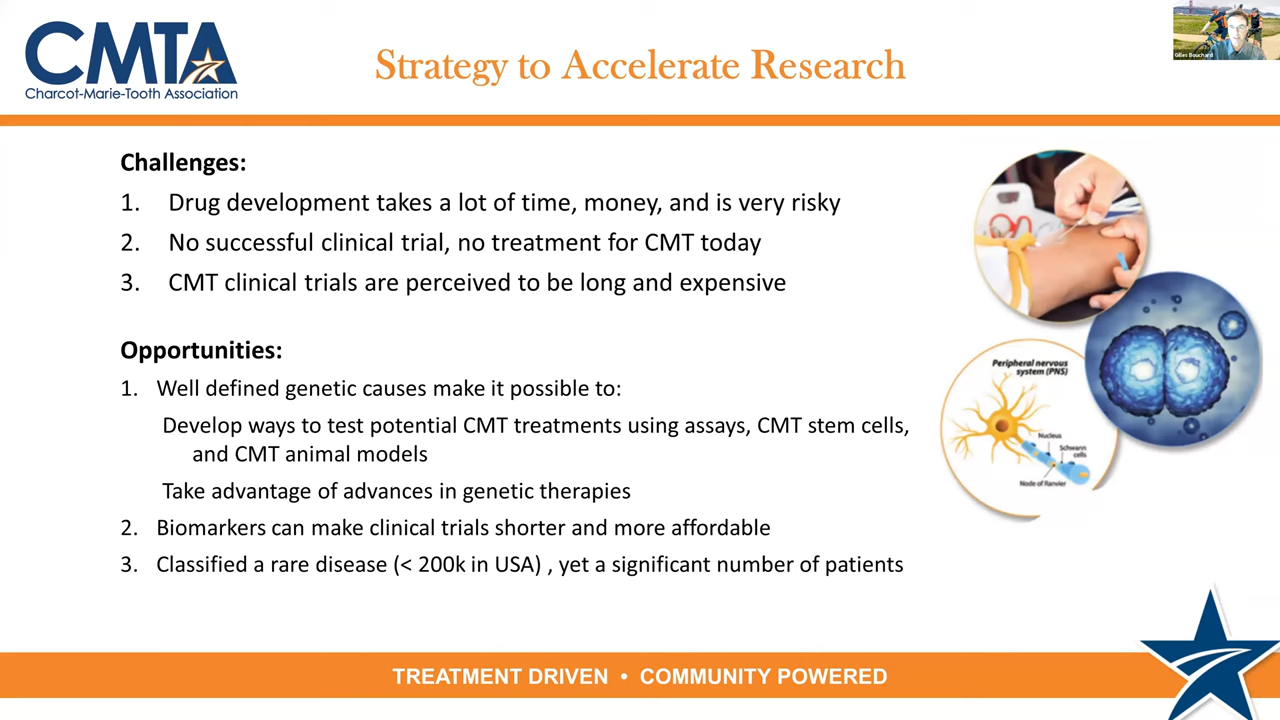 CMTA
Charcot-Marie-Tooth Association
Strategy to Accelerate Research
Gilles Bouchard
Challenges:
1. Drug development takes a lot of time, money, and is very risky
2. No successful clinical trial, no treatment for CMT today
3. CMT clinical trials are perceived to be long and expensive
Opportunities:
1. Well defined genetic causes make it possible to:
Develop ways to test potential CMT treatments using assays, CMT stem cells,
and CMT animal models
Take advantage of advances in genetic therapies
2. Biomarkers can make clinical trials shorter and more affordable
3. Classified a rare disease (< 200k in USA) , yet a significant number of patients
Peripheral nervous
system (PNS)
Nucleus
Schwann
cells
Node of Ranvier
TREATMENT DRIVEN • COMMUNITY POWERED